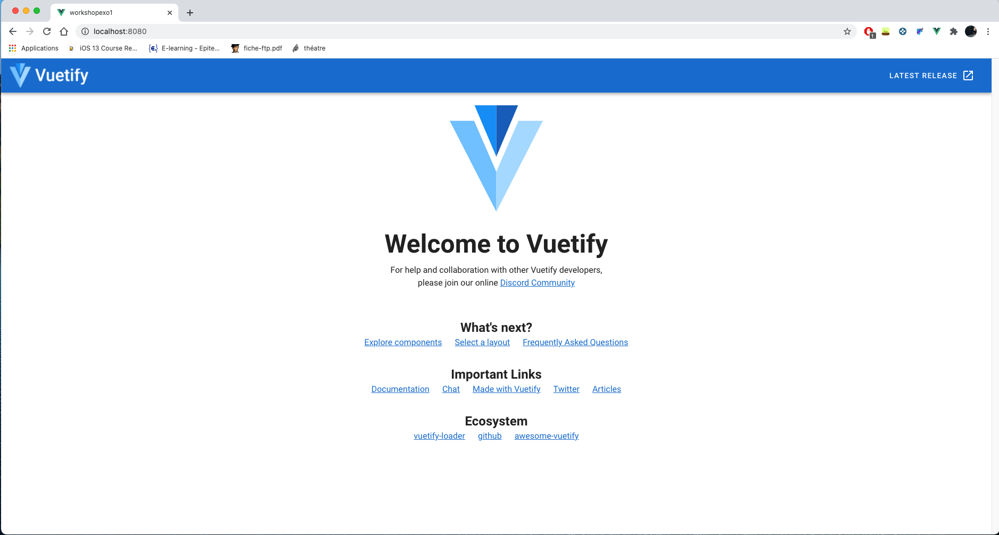 workshopexo1
localhost:8080
1
Applications iOS 13 Course Re... {E.} E-learning - Epite... fiche-ftp.pdf théatre
Vuetify LATEST RELEASE
Welcome to Vuetify
For help and collaboration with other Vuetify developers,
please join our online Discord Community
What's next?
Explore components Select a layout Frequently Asked Questions
Important Links
Documentation Chat Made with Vuetify Twitter Articles
Ecosystem
vuetify-loader github awesome-vuetify